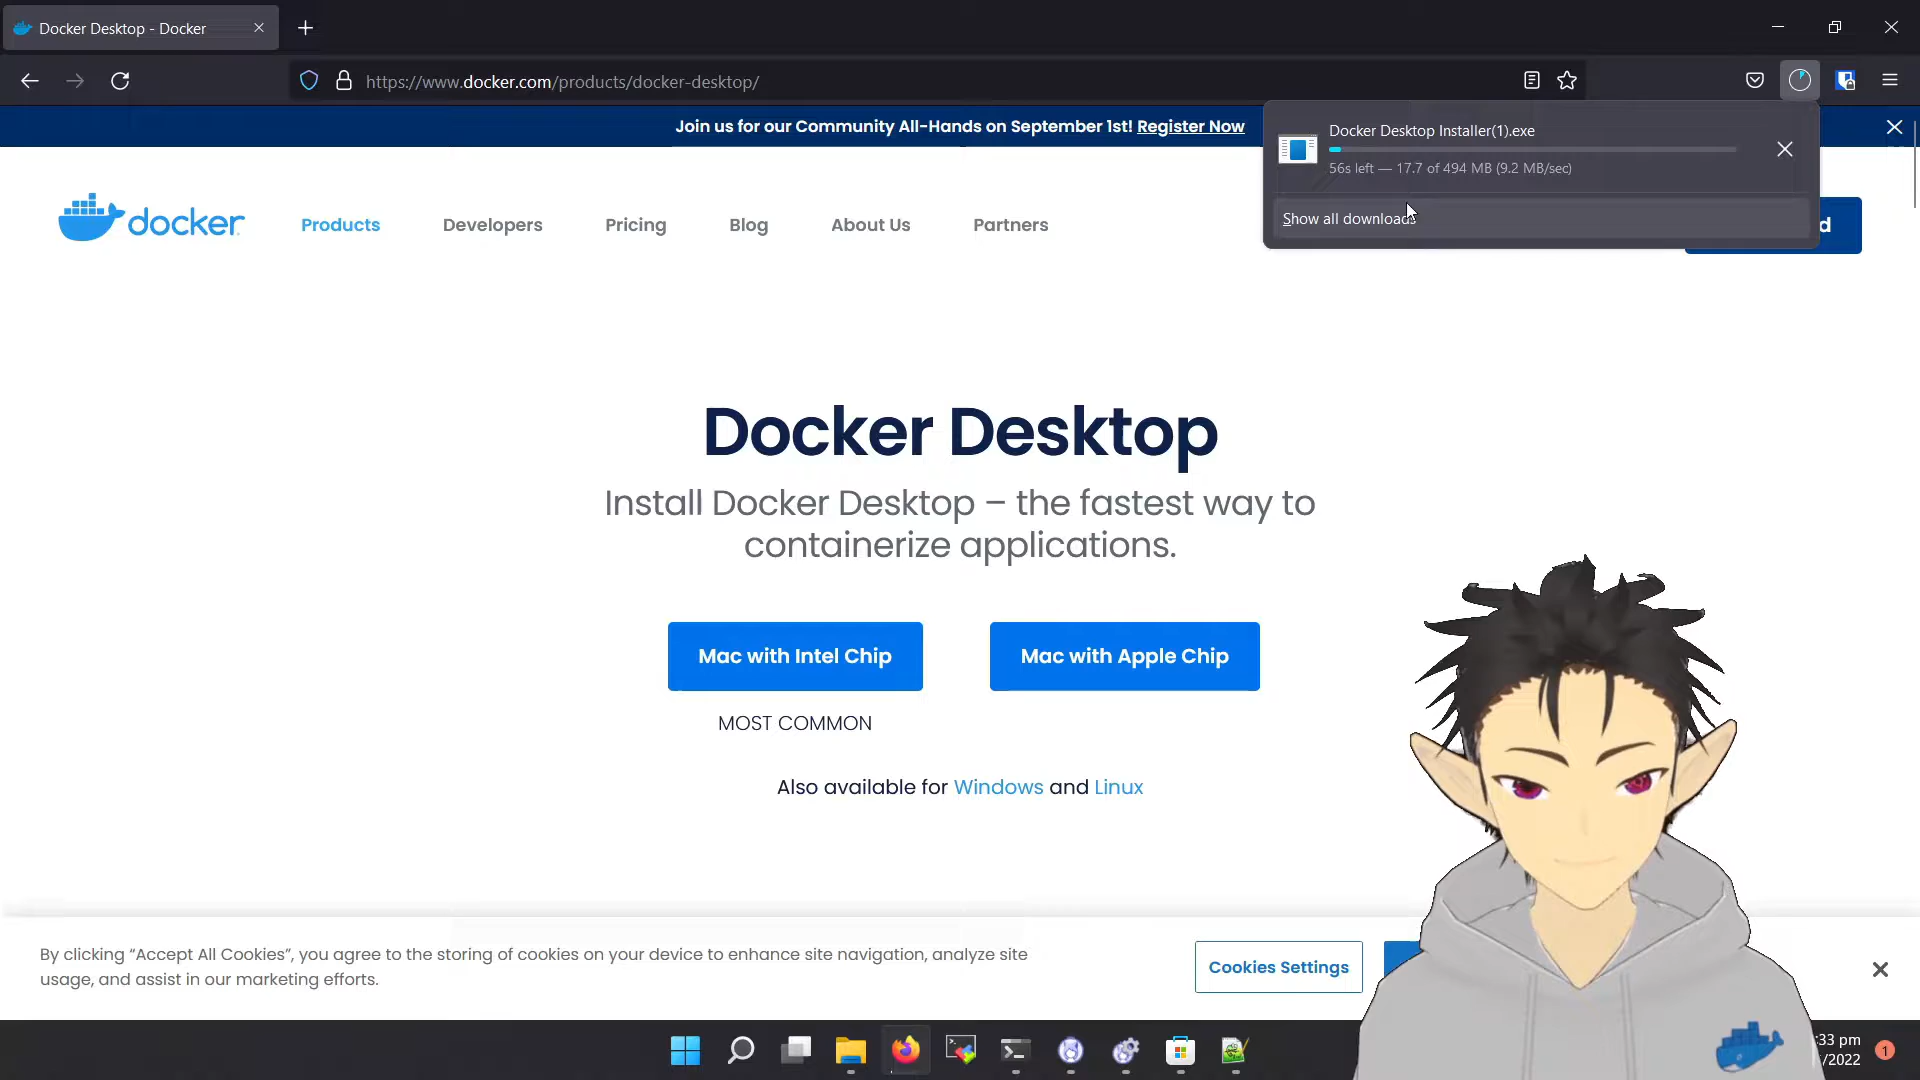 Docker Desktop - Docker
https://www.docker.com/products/docker-desktop/
Join us for our Community All-Hands on September 1st! Register Now
Docker Desktop Installer(1).exe
56s left — 17.7 of 494 MB (9.2 MB/sec)
Show all downloads
docker
Products
Developers
Pricing
Blog
About Us
Partners
d
Docker Desktop
Install Docker Desktop – the fastest way to
containerize applications.
Mac with Intel Chip
Mac with Apple Chip
MOST COMMON
Also available for Windows and Linux
By clicking “Accept All Cookies”, you agree to the storing of cookies on your device to enhance site navigation, analyze site
usage, and assist in our marketing efforts.
Cookies Settings
:33 pm
/2022
1